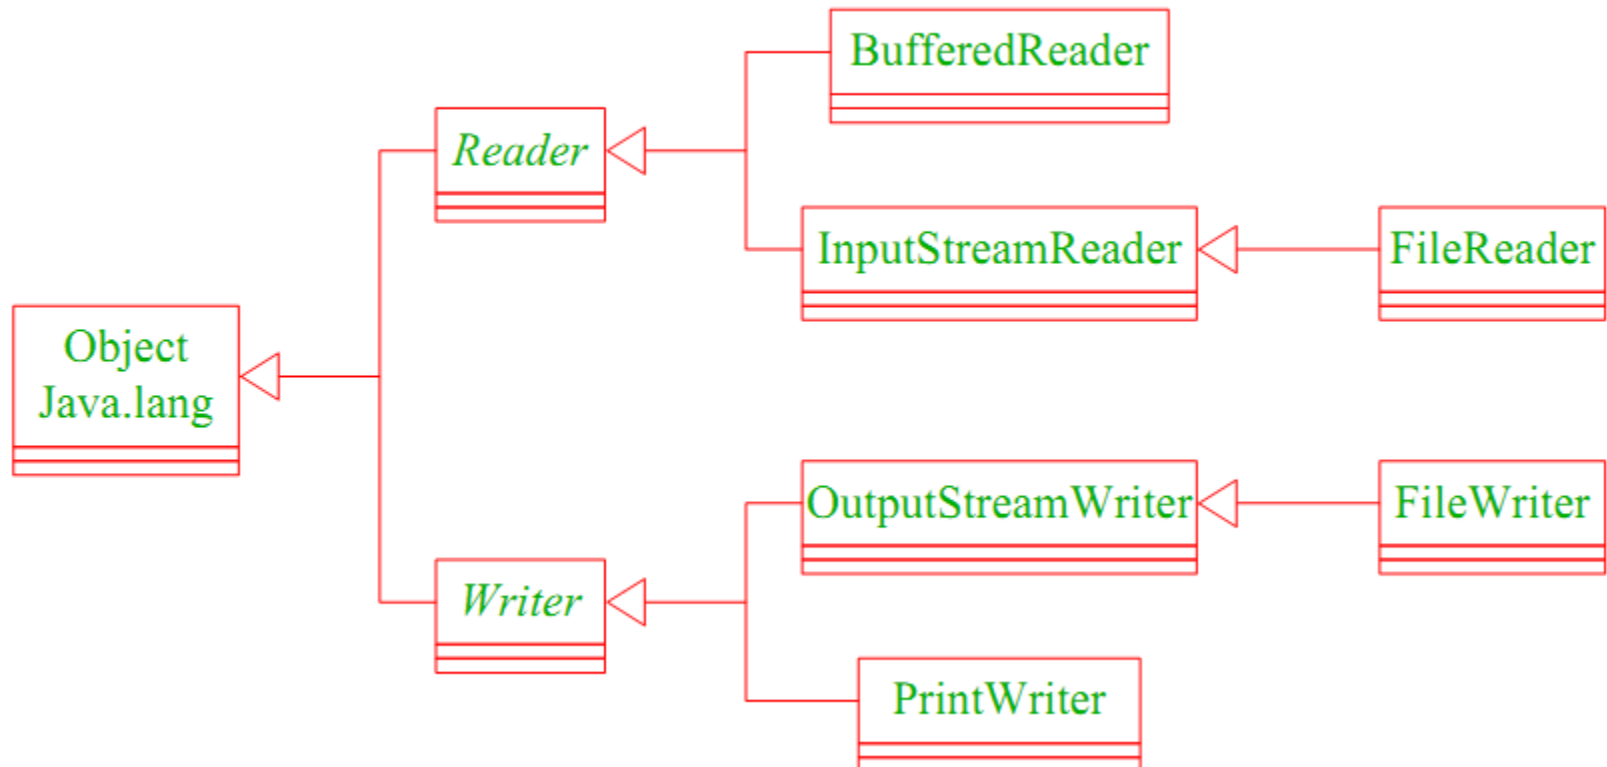 BufferedReader
Reader
InputStreamReader
FileReader
Object
Java.lang
OutputStreamWriter
FileWriter
Writer
PrintWriter